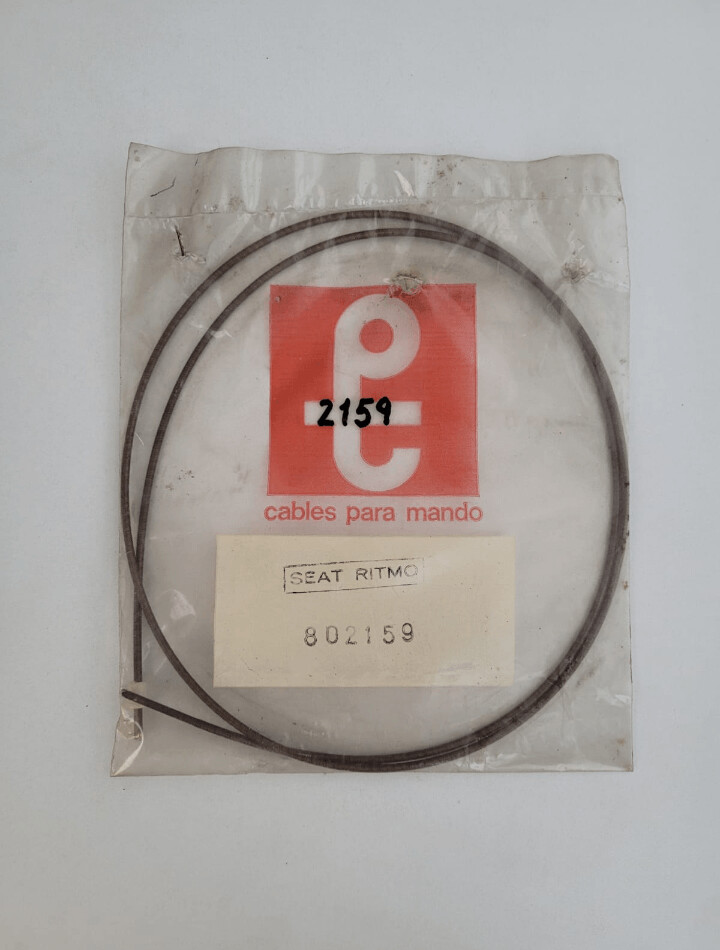 2159
cables para mando
SEAT RITMO
802159